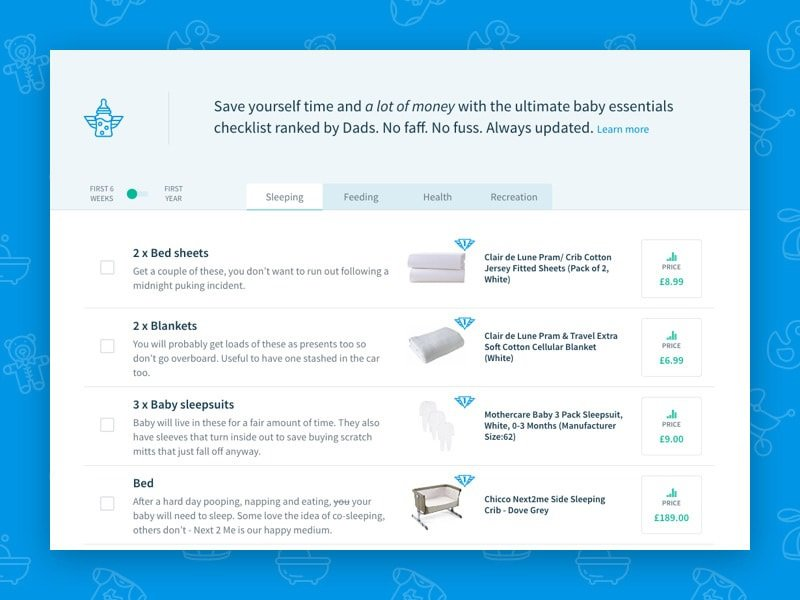 Save yourself time and a lot of money with the ultimate baby essentials
checklist ranked by Dads. No faff. No fuss. Always updated. Learn more
FIRST 6
WEEKS
FIRST
YEAR
Sleeping
Feeding
Health
Recreation
2 x Bed sheets
Get a couple of these, you don't want to run out following a
midnight puking incident.
Clair de Lune Pram/ Crib Cotton
Jersey Fitted Sheets (Pack of 2,
White)
PRICE
£8.99
2 x Blankets
You will probably get loads of these as presents too so
don't go overboard. Useful to have one stashed in the car
too.
Clair de Lune Pram & Travel Extra
Soft Cotton Cellular Blanket
(White)
PRICE
£6.99
3 x Baby sleepsuits
Baby will live in these for a fair amount of time. They also
have sleeves that turn inside out to save buying scratch
mitts that just fall off anyway.
Mothercare Baby 3 Pack Sleepsuit,
White, 0-3 Months (Manufacturer
Size:62)
PRICE
£9.00
Bed
After a hard day pooping, napping and eating, you your
baby will need to sleep. Some love the idea of co-sleeping,
others don't - Next 2 Me is our happy medium.
Chicco Next2me Side Sleeping
Crib - Dove Grey
PRICE
£189.00